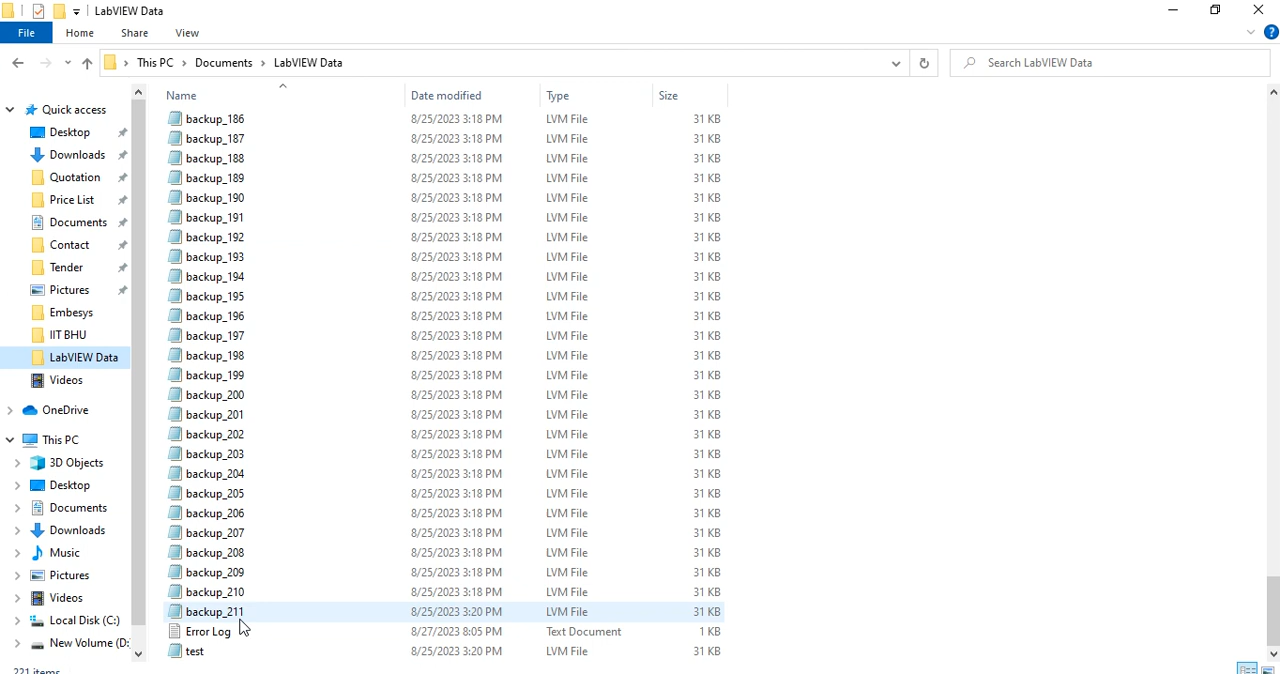 LabVIEW Data
File Home Share View
This PC Documents LabVIEW Data Search LabVIEW Data
Name Date modified Type Size
Quick access
Desktop
Downloads
Quotation
Price List
Documents
Contact
Tender
Pictures
Embesys
IIT BHU
LabVIEW Data
Videos
OneDrive
This PC
3D Objects
Desktop
Documents
Downloads
Music
Pictures
Videos
Local Disk (C:)
New Volume (D:
backup_186 8/25/2023 3:18 PM LVM File 31 KB
backup_187 8/25/2023 3:18 PM LVM File 31 KB
backup_188 8/25/2023 3:18 PM LVM File 31 KB
backup_189 8/25/2023 3:18 PM LVM File 31 KB
backup_190 8/25/2023 3:18 PM LVM File 31 KB
backup_191 8/25/2023 3:18 PM LVM File 31 KB
backup_192 8/25/2023 3:18 PM LVM File 31 KB
backup_193 8/25/2023 3:18 PM LVM File 31 KB
backup_194 8/25/2023 3:18 PM LVM File 31 KB
backup_195 8/25/2023 3:18 PM LVM File 31 KB
backup_196 8/25/2023 3:18 PM LVM File 31 KB
backup_197 8/25/2023 3:18 PM LVM File 31 KB
backup_198 8/25/2023 3:18 PM LVM File 31 KB
backup_199 8/25/2023 3:18 PM LVM File 31 KB
backup_200 8/25/2023 3:18 PM LVM File 31 KB
backup_201 8/25/2023 3:18 PM LVM File 31 KB
backup_202 8/25/2023 3:18 PM LVM File 31 KB
backup_203 8/25/2023 3:18 PM LVM File 31 KB
backup_204 8/25/2023 3:18 PM LVM File 31 KB
backup_205 8/25/2023 3:18 PM LVM File 31 KB
backup_206 8/25/2023 3:18 PM LVM File 31 KB
backup_207 8/25/2023 3:18 PM LVM File 31 KB
backup_208 8/25/2023 3:18 PM LVM File 31 KB
backup_209 8/25/2023 3:18 PM LVM File 31 KB
backup_210 8/25/2023 3:18 PM LVM File 31 KB
backup_211 8/25/2023 3:20 PM LVM File 31 KB
Error Log 8/27/2023 8:05 PM Text Document 1 KB
test 8/25/2023 3:20 PM LVM File 31 KB
221 items